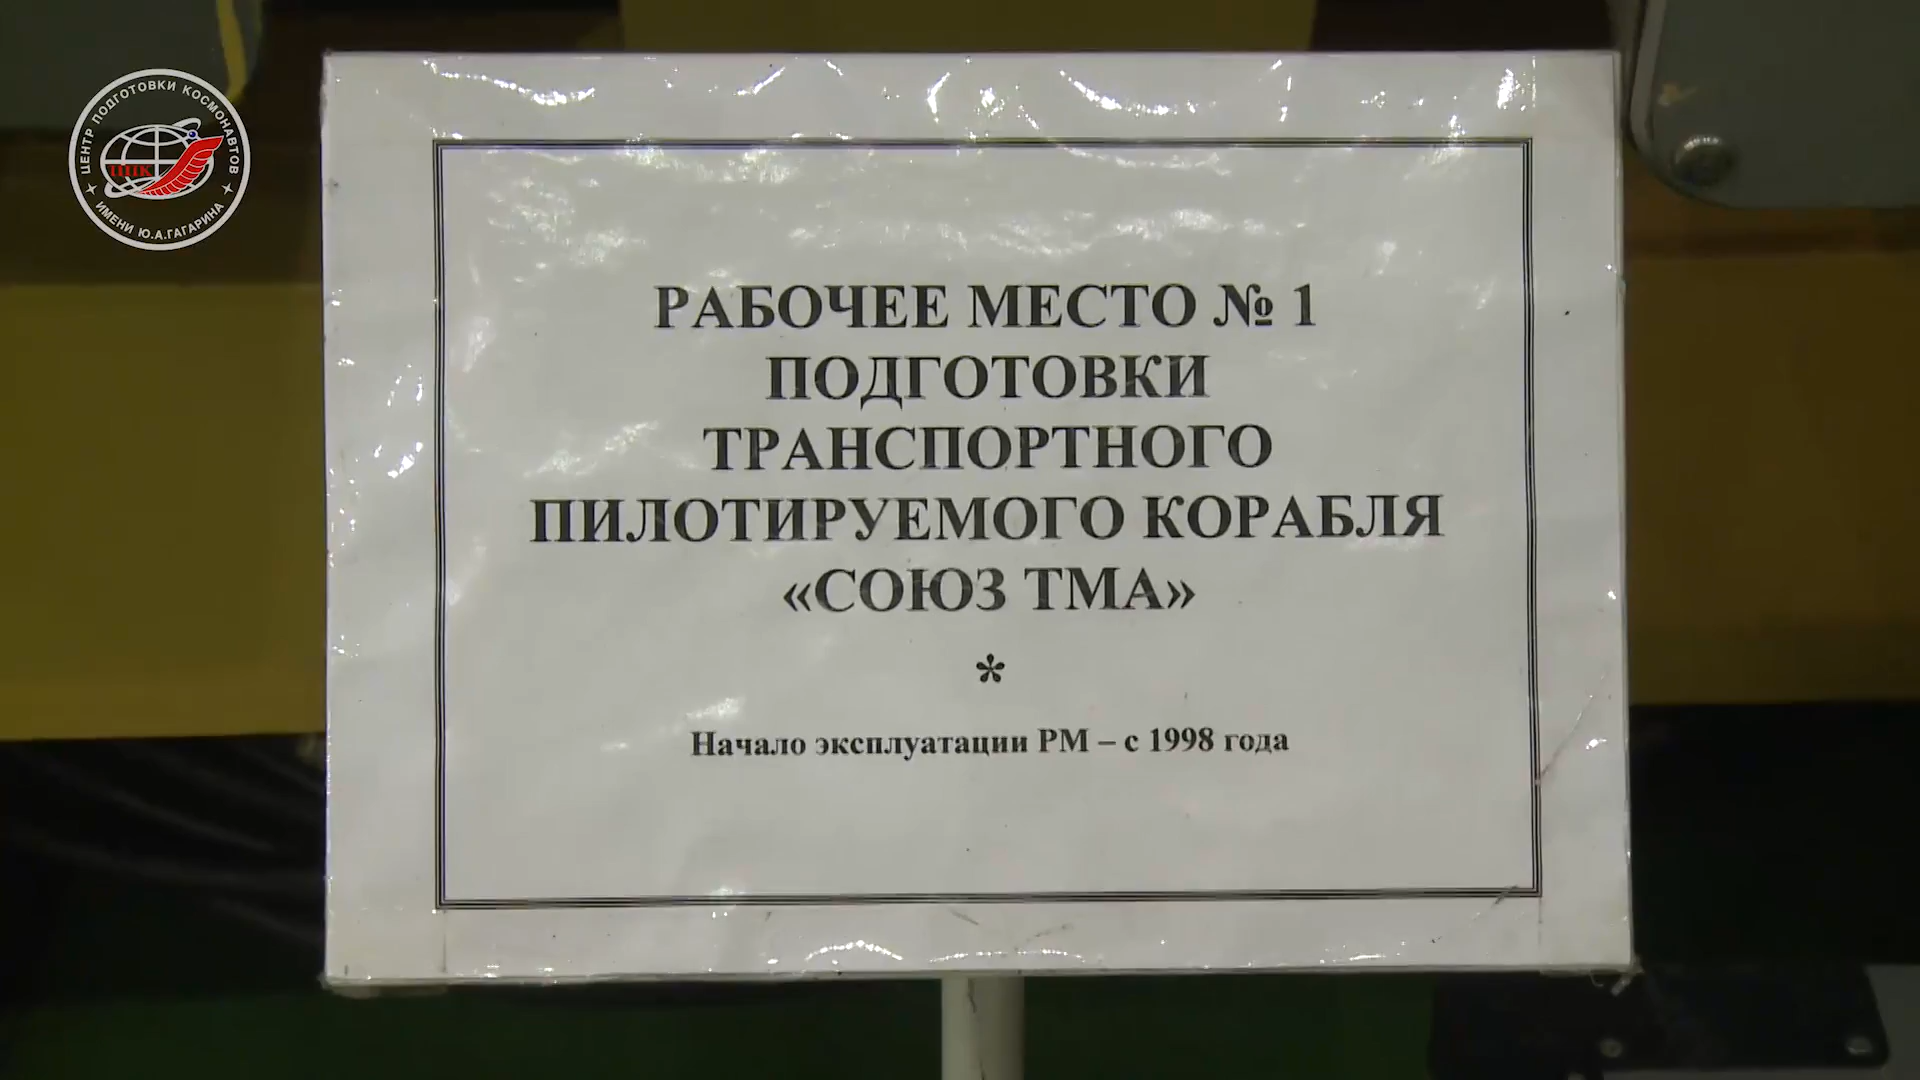 ЦЕНТР ПОДГОТОВКИ КОСМОНАВТОВ
ЦПК
ИМЕНИ Ю.А.ГАГАРИНА
РАБОЧЕЕ МЕСТО № 1
ПОДГОТОВКИ
ТРАНСПОРТНОГО
ПИЛОТИРУЕМОГО КОРАБЛЯ
«СОЮЗ ТМА»
*
Начало эксплуатации РМ – с 1998 года